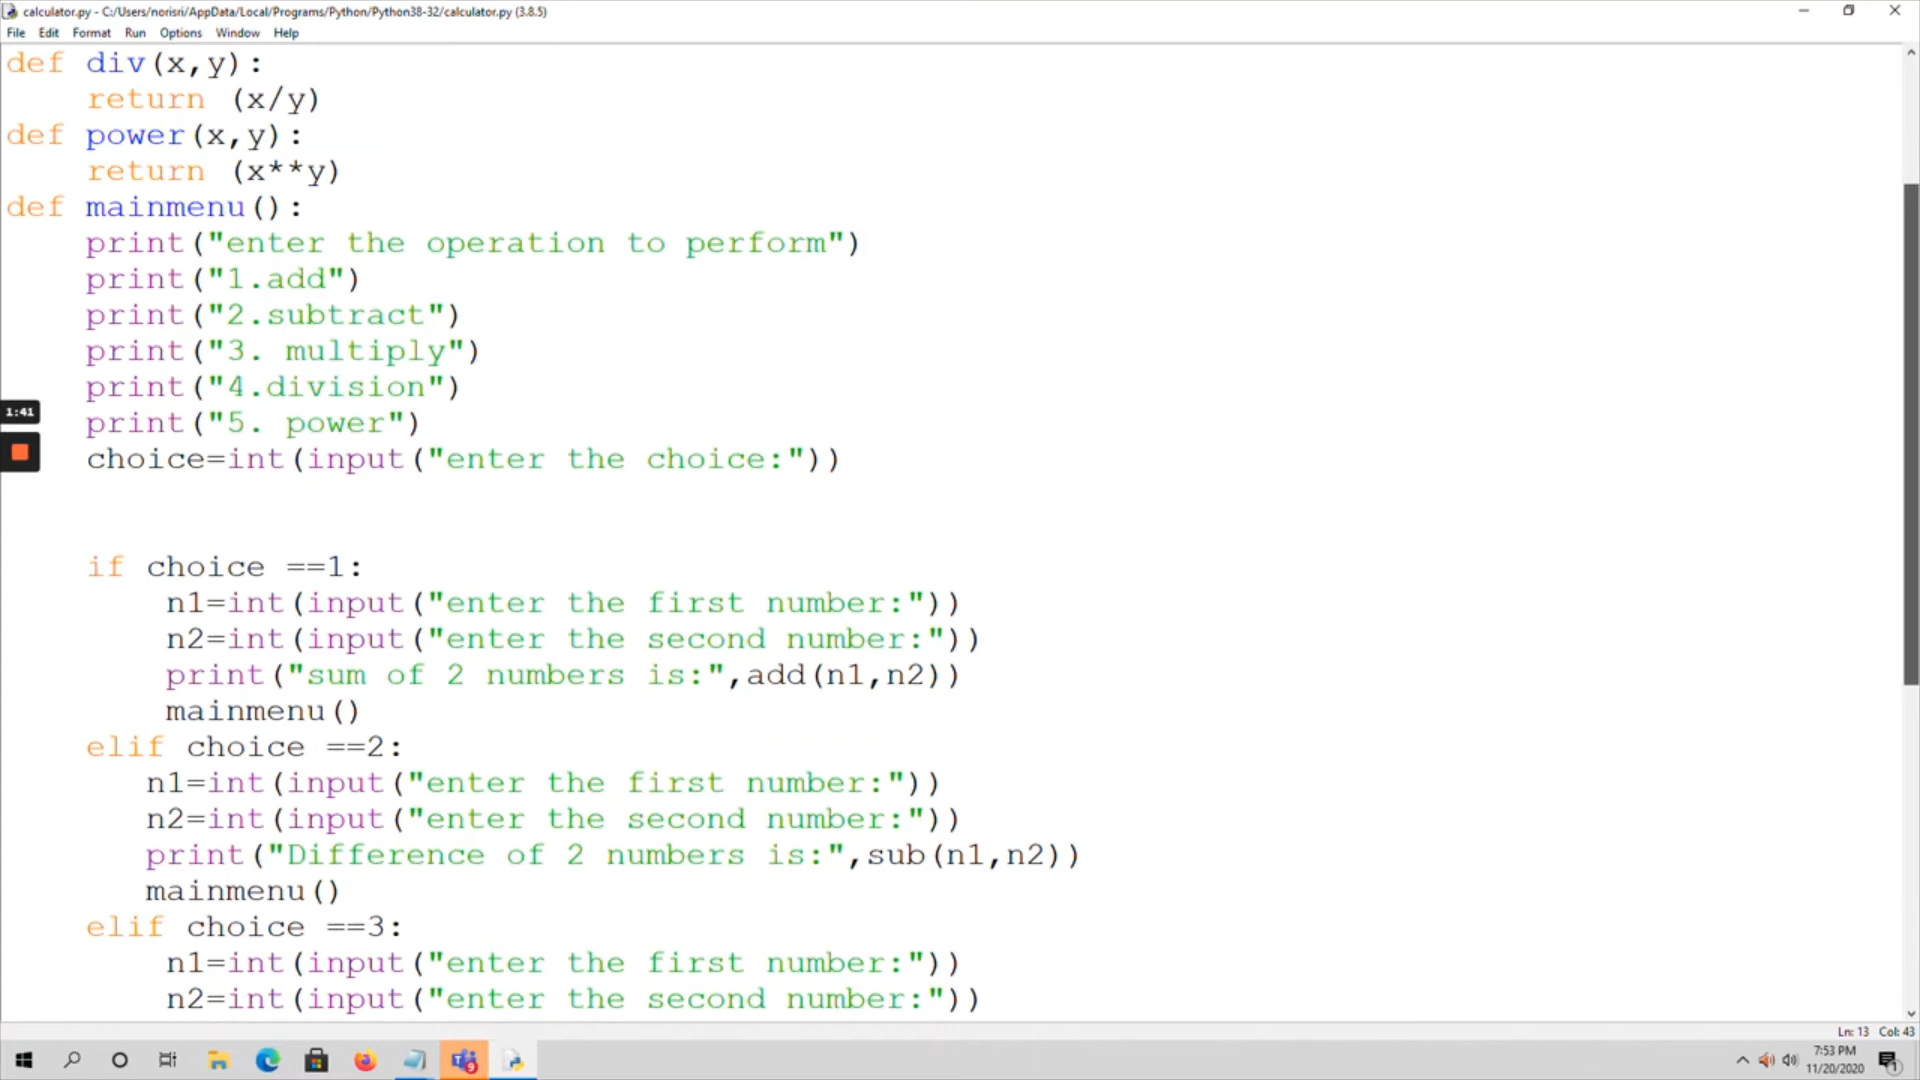 calculator.py - C:/Users/norisri/AppData/Local/Programs/Python/Python38-32/calculator.py (3.8.5)
File Edit Format Run Options Window Help
def div(x,y):
    return (x/y)
def power(x,y):
    return (x**y)
def mainmenu():
    print("enter the operation to perform")
    print("1.add")
    print("2.subtract")
    print("3. multiply")
    print("4.division")
1:41
    print("5. power")
    choice=int(input("enter the choice:"))
    if choice ==1:
        n1=int(input("enter the first number:"))
        n2=int(input("enter the second number:"))
        print("sum of 2 numbers is:",add(n1,n2))
        mainmenu()
    elif choice ==2:
       n1=int(input("enter the first number:"))
       n2=int(input("enter the second number:"))
       print("Difference of 2 numbers is:",sub(n1,n2))
       mainmenu()
    elif choice ==3:
        n1=int(input("enter the first number:"))
        n2=int(input("enter the second number:"))
Ln: 13 Col: 43
7:53 PM
11/20/2020